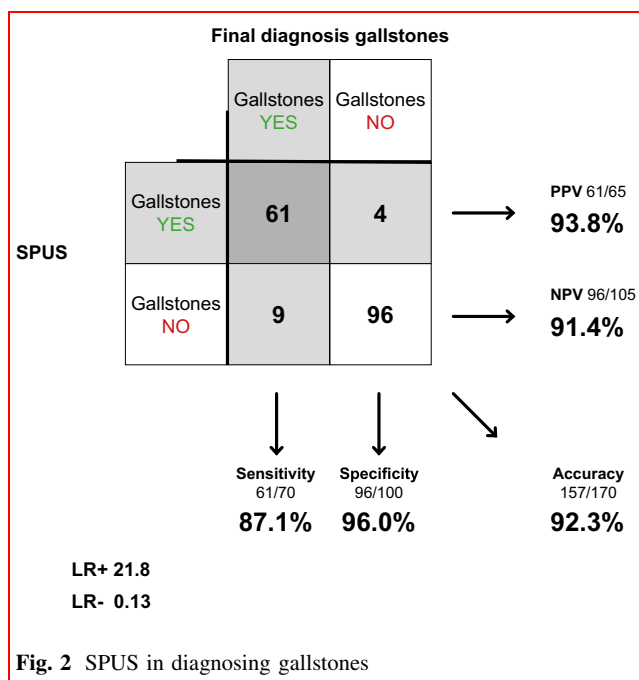 Final diagnosis gallstones
Gallstones
YES
Gallstones
NO
SPUS
Gallstones
YES
61
4
PPV 61/65
93.8%
Gallstones
NO
9
96
NPV 96/105
91.4%
Sensitivity
61/70
87.1%
Specificity
96/100
96.0%
Accuracy
157/170
92.3%
LR+ 21.8
LR- 0.13
Fig. 2 SPUS in diagnosing gallstones